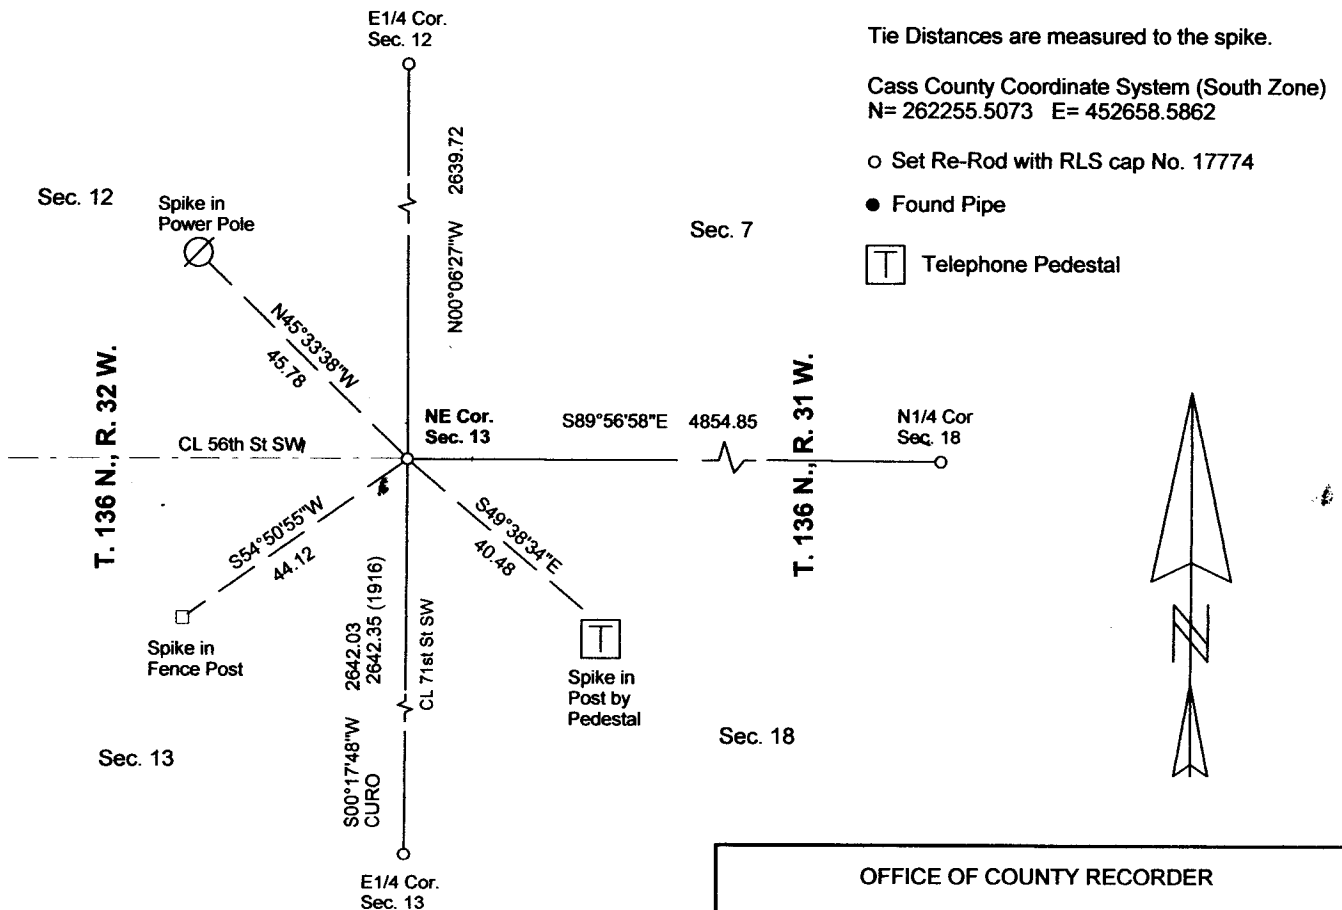 E1/4 Cor.
Sec. 12
Tie Distances are measured to the spike.
Cass County Coordinate System (South Zone)
N= 262255.5073 E= 452658.5862
Set Re-Rod with RLS cap No. 17774
Found Pipe
T Telephone Pedestal
Sec. 12
Spike in
Power Pole
N00°06'27"W 2639.72
Sec. 7
N45°33'38"W
45.78
T. 136 N., R. 32 W.
CL 56th St SW
NE Cor.
Sec. 13
S89°56'58"E 4854.85
T. 136 N., R. 31 W.
N1/4 Cor
Sec. 18
S54°50'55"W
44.12
S49°38'34"E
40.48
Spike in
Fence Post
S00°17'48"W 2642.03
CURO 2642.35 (1916)
CL 71st St SW
T
Spike in
Post by
Pedestal
N
Sec. 13
Sec. 18
E1/4 Cor.
Sec. 13
OFFICE OF COUNTY RECORDER